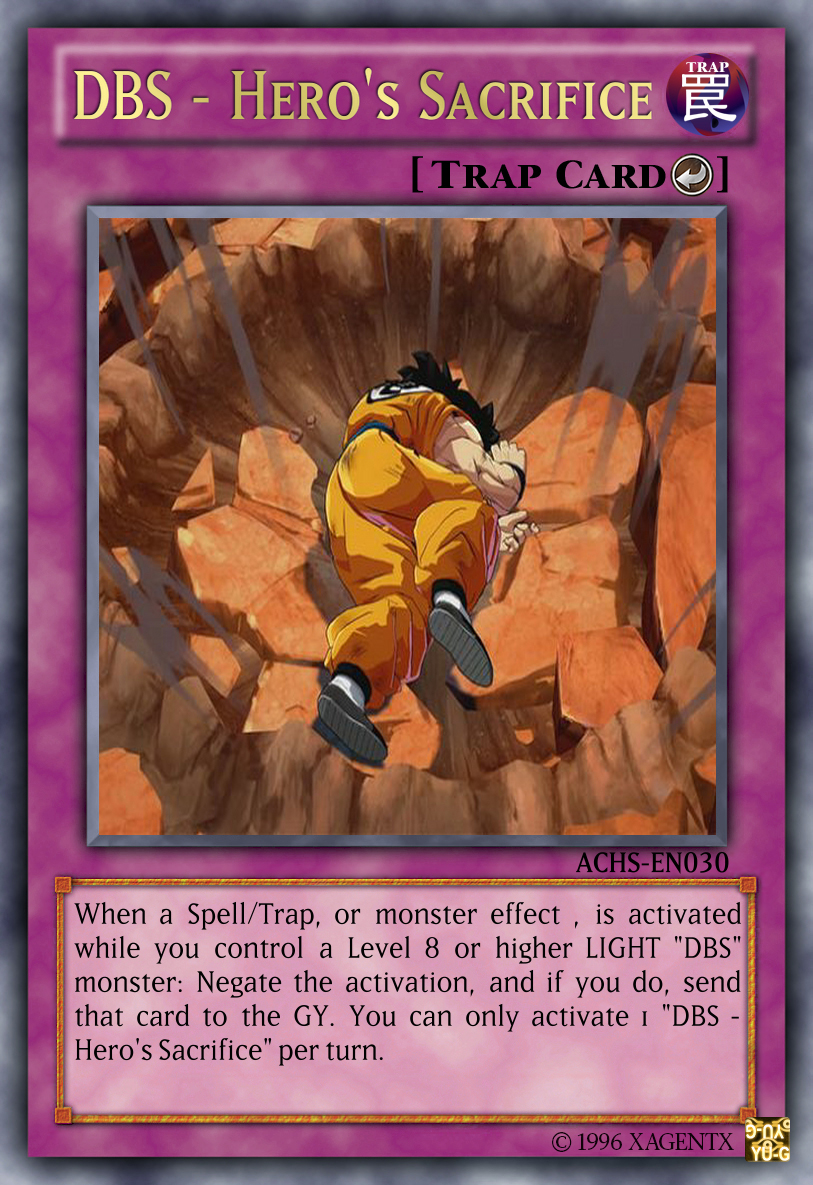 DBS - Hero's Sacrifice
TRAP
罠
[ Trap Card ]
ACHS-EN030
When a Spell/Trap, or monster effect , is activated
while you control a Level 8 or higher LIGHT "DBS"
monster: Negate the activation, and if you do, send
that card to the GY. You can only activate 1 "DBS -
Hero's Sacrifice" per turn.
© 1996 XAGENTX